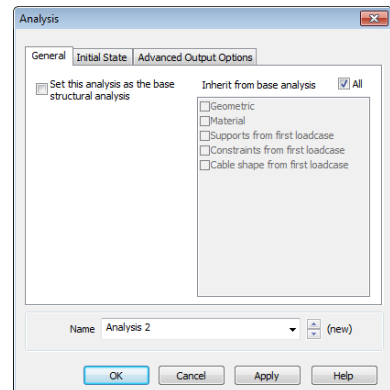 Analysis
General Initial State Advanced Output Options
Set this analysis as the base
structural analysis
Inherit from base analysis All
Geometric
Material
Supports from first loadcase
Constraints from first loadcase
Cable shape from first loadcase
Name Analysis 2 (new)
OK Cancel Apply Help